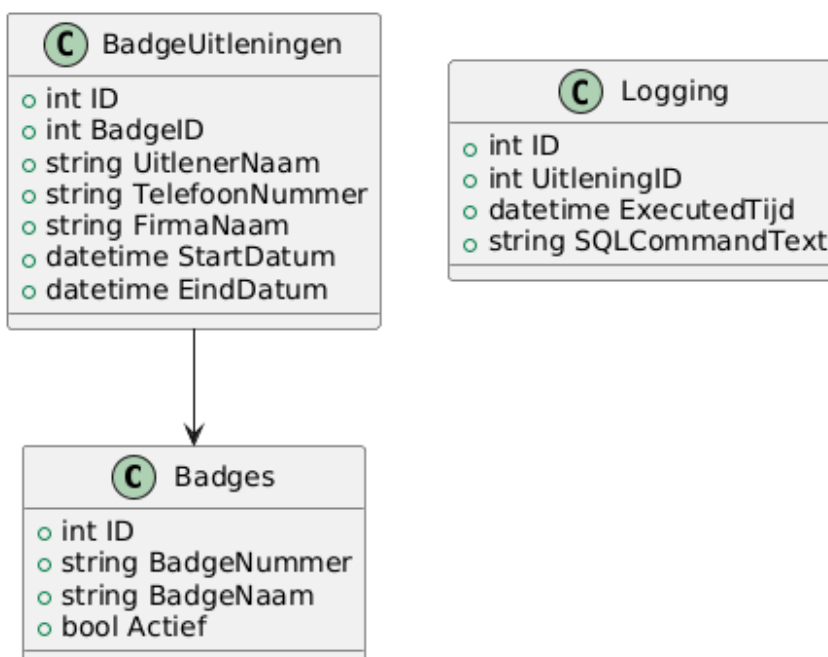 C BadgeUitleningen
int ID
int BadgeID
string UitlenerNaam
string TelefoonNummer
string FirmaNaam
datetime StartDatum
datetime EindDatum
C Logging
int ID
int UitleningID
datetime ExecutedTijd
string SQLCommandText
C Badges
int ID
string BadgeNummer
string BadgeNaam
bool Actief